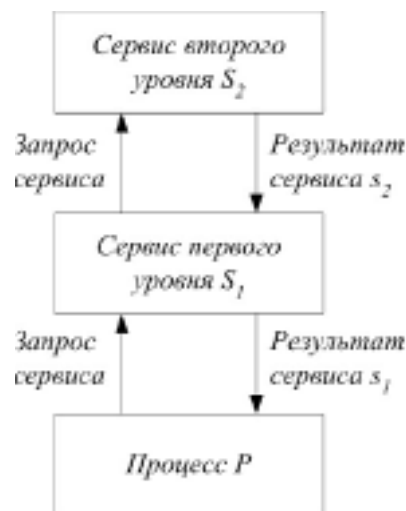 Сервис второго
уровня S₂
Запрос
сервиса
Результат
сервиса s₂
Сервис первого
уровня S₁
Запрос
сервиса
Результат
сервиса s₁
Процесс P